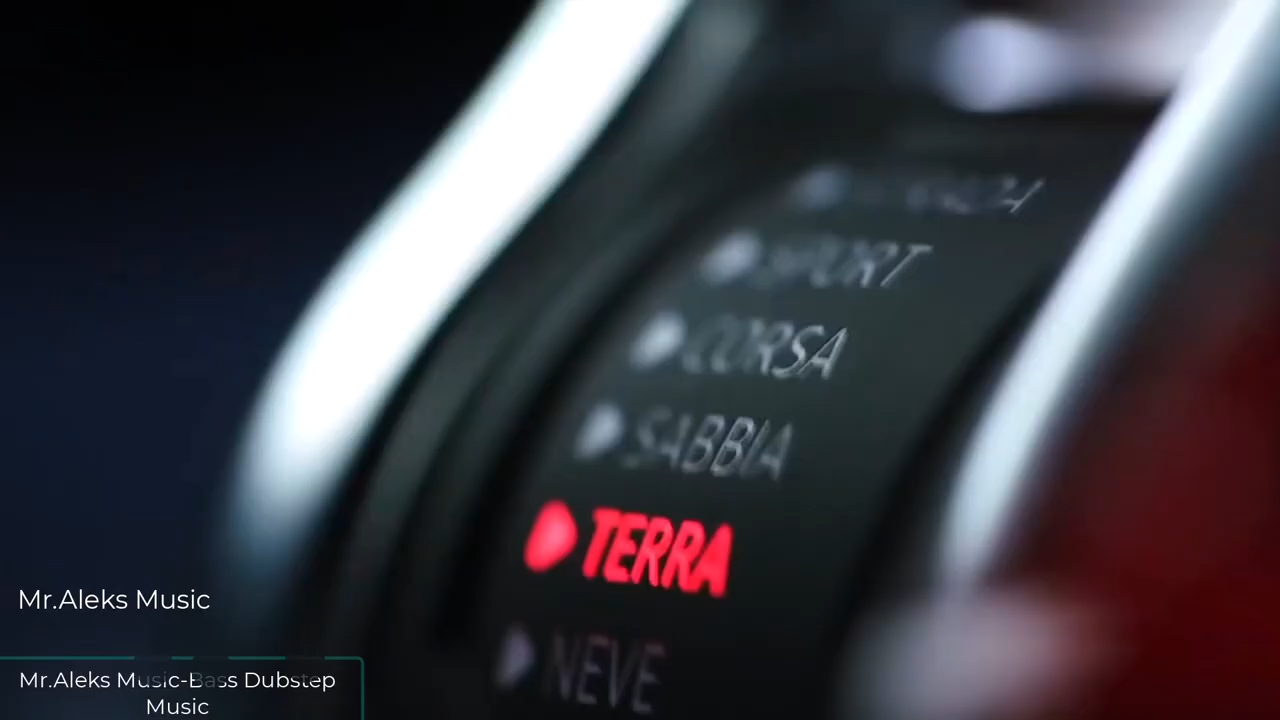 SPORT
CORSA
SABBIA
TERRA
NEVE
Mr.Aleks Music
Mr.Aleks Music-Bass Dubstep
Music